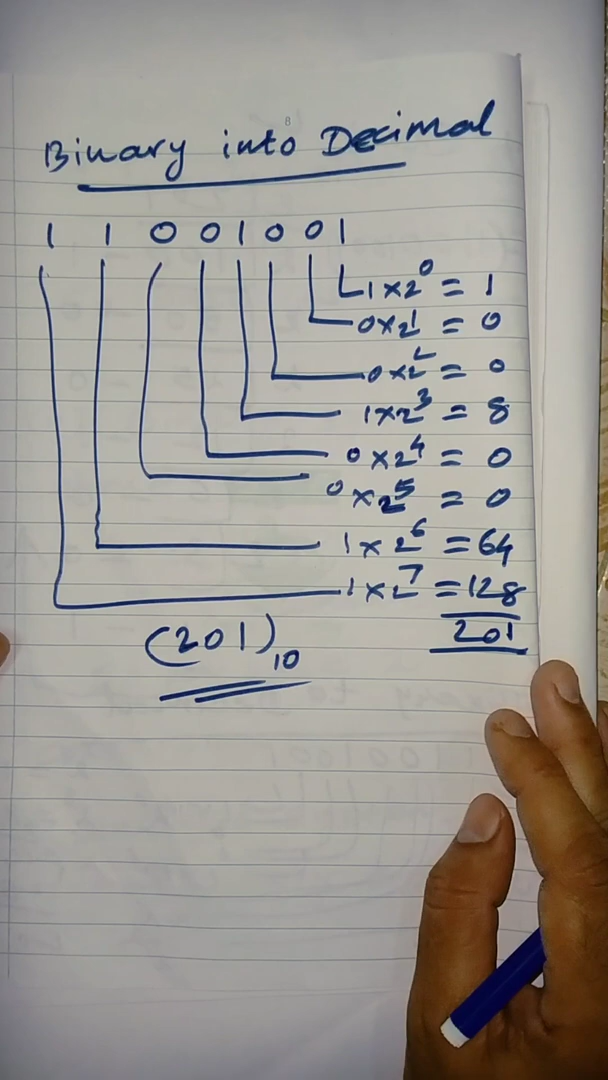 8
Binary into Decimal
1 1 0 0 1 0 0 1
1×2⁰ = 1
0×2¹ = 0
0×2² = 0
1×2³ = 8
0×2⁴ = 0
0×2⁵ = 0
1×2⁶ = 64
1×2⁷ = 128
201
(201)₁₀